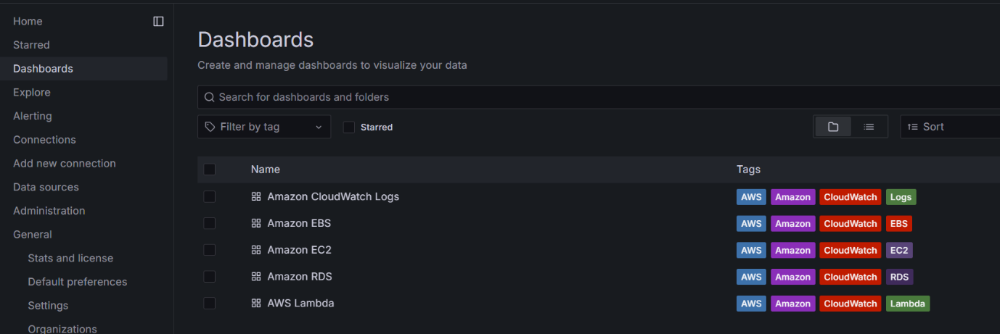 Home
Starred
Dashboards
Explore
Alerting
Connections
Add new connection
Data sources
Administration
General
Stats and license
Default preferences
Settings
Organizations
Dashboards
Create and manage dashboards to visualize your data
Search for dashboards and folders
Filter by tag
Starred
Sort
Name Tags
Amazon CloudWatch Logs AWS Amazon CloudWatch Logs
Amazon EBS AWS Amazon CloudWatch EBS
Amazon EC2 AWS Amazon CloudWatch EC2
Amazon RDS AWS Amazon CloudWatch RDS
AWS Lambda AWS Amazon CloudWatch Lambda